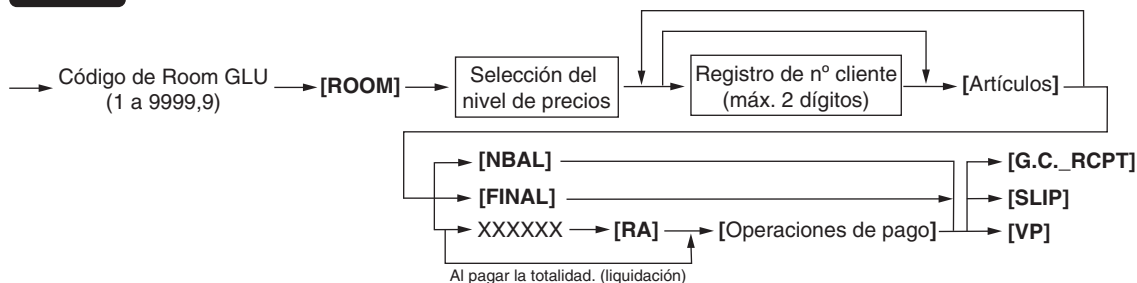 Código de Room GLU
(1 a 9999,9)
[ROOM]
Selección del
nivel de precios
Registro de nº cliente
(máx. 2 dígitos)
[Artículos]
[NBAL]
[G.C._RCPT]
[FINAL]
[SLIP]
XXXXXX [RA] [Operaciones de pago] [VP]
Al pagar la totalidad. (liquidación)